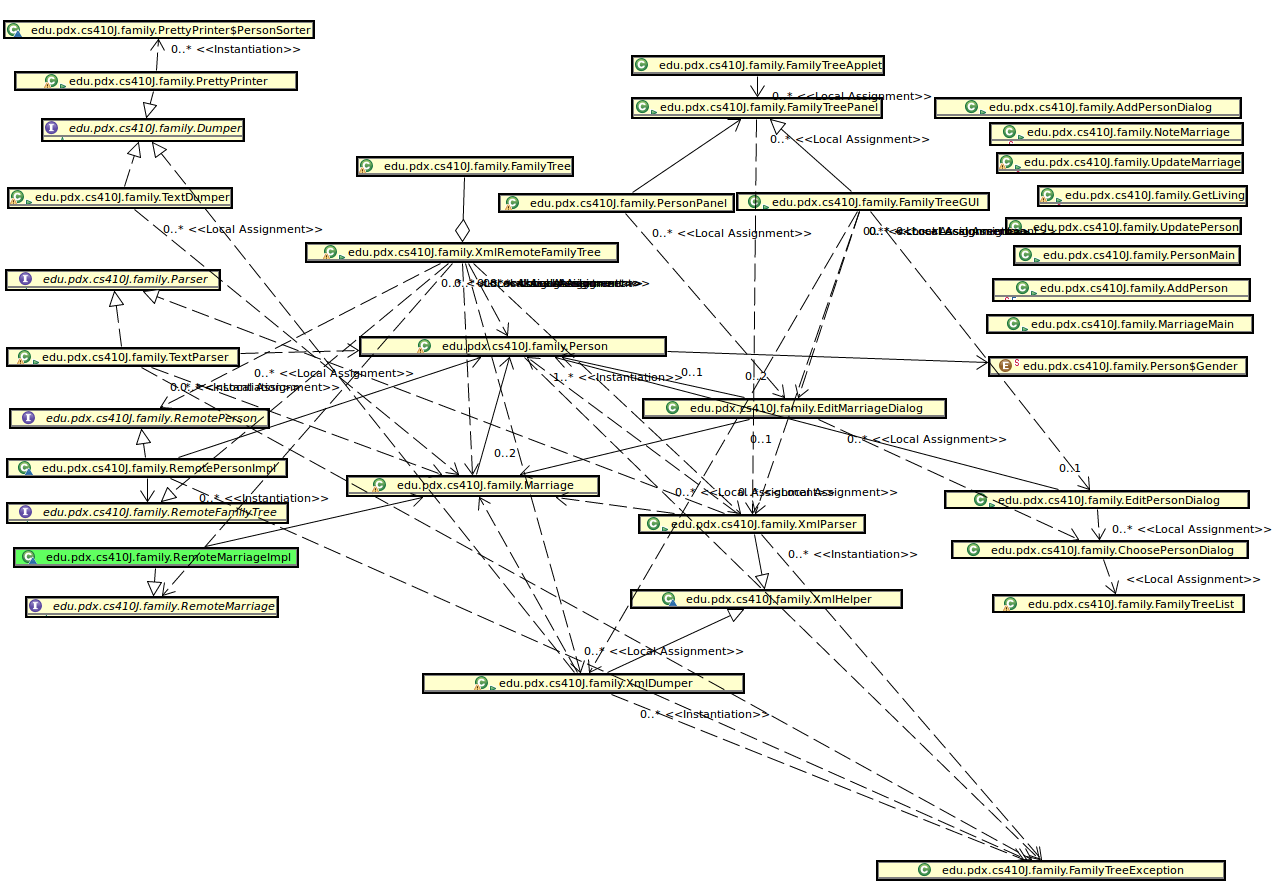 edu.pdx.cs410J.family.PrettyPrinter$PersonSorter
0..* <<Instantiation>>
edu.pdx.cs410J.family.FamilyTreeApplet
edu.pdx.cs410J.family.PrettyPrinter
0..* <<Local Assignment>>
edu.pdx.cs410J.family.FamilyTreePanel
edu.pdx.cs410J.family.AddPersonDialog
edu.pdx.cs410J.family.Dumper
0..* <<Local Assignment>>
edu.pdx.cs410J.family.NoteMarriage
edu.pdx.cs410J.family.FamilyTree
edu.pdx.cs410J.family.UpdateMarriage
edu.pdx.cs410J.family.TextDumper
edu.pdx.cs410J.family.PersonPanel
edu.pdx.cs410J.family.FamilyTreeGUI
edu.pdx.cs410J.family.GetLiving
0..* <<Local Assignment>>
0..* <<Local Assignment>>
edu.pdx.cs410J.family.UpdatePerson
edu.pdx.cs410J.family.XmlRemoteFamilyTree
edu.pdx.cs410J.family.PersonMain
edu.pdx.cs410J.family.Parser
edu.pdx.cs410J.family.AddPerson
edu.pdx.cs410J.family.MarriageMain
edu.pdx.cs410J.family.TextParser
edu.pdx.cs410J.family.Person
edu.pdx.cs410J.family.Person$Gender
0..* <<Local Assignment>>
1..* <<Instantiation>>
0..1
0..2
edu.pdx.cs410J.family.RemotePerson
edu.pdx.cs410J.family.EditMarriageDialog
0..2
0..1
0..* <<Local Assignment>>
edu.pdx.cs410J.family.RemotePersonImpl
0..1
edu.pdx.cs410J.family.Marriage
0..* <<Instantiation>>
edu.pdx.cs410J.family.EditPersonDialog
edu.pdx.cs410J.family.RemoteFamilyTree
edu.pdx.cs410J.family.XmlParser
0..* <<Local Assignment>>
edu.pdx.cs410J.family.RemoteMarriageImpl
0..* <<Instantiation>>
edu.pdx.cs410J.family.ChoosePersonDialog
<<Local Assignment>>
edu.pdx.cs410J.family.RemoteMarriage
edu.pdx.cs410J.family.XmlHelper
edu.pdx.cs410J.family.FamilyTreeList
0..* <<Local Assignment>>
edu.pdx.cs410J.family.XmlDumper
0..* <<Instantiation>>
edu.pdx.cs410J.family.FamilyTreeException